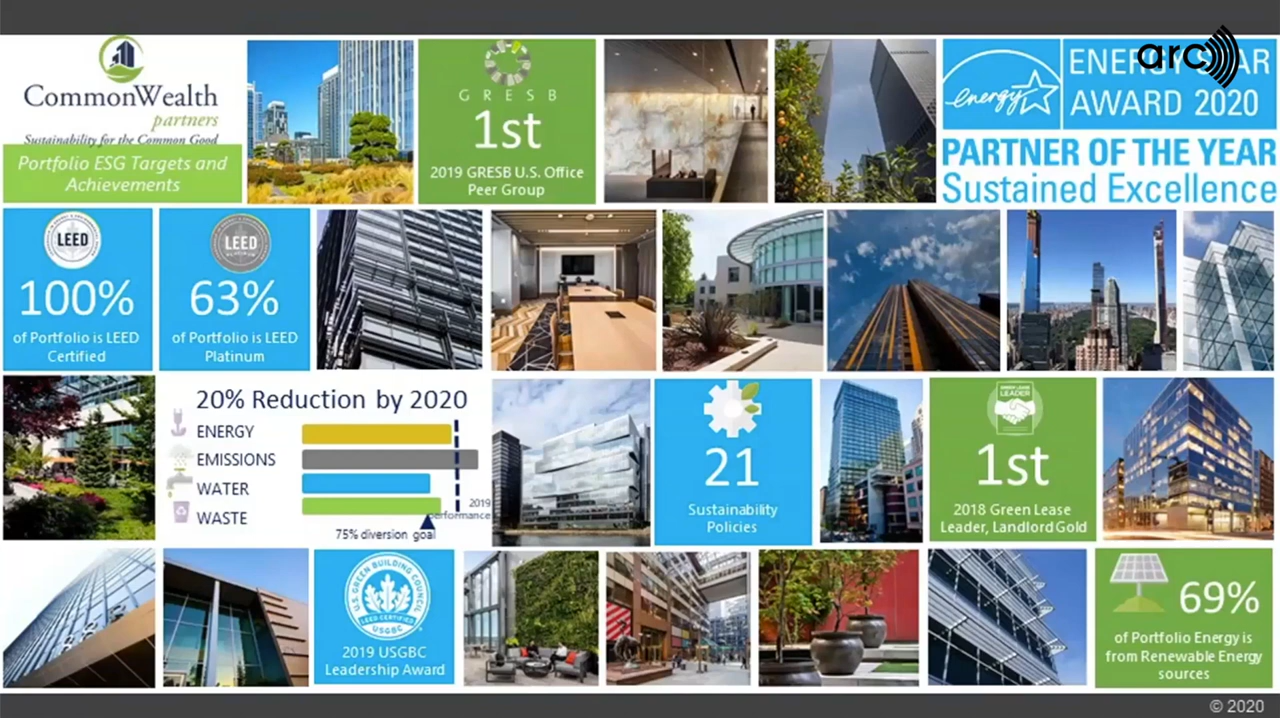 CommonWealth
partners
Sustainability for the Common Good
Portfolio ESG Targets and
Achievements
GRESB
1st
2019 GRESB U.S. Office
Peer Group
energy
ENERGY STAR
AWARD 2020
arc
PARTNER OF THE YEAR
Sustained Excellence
LEED
100%
of Portfolio is LEED
Certified
LEED
63%
of Portfolio is LEED
Platinum
20% Reduction by 2020
ENERGY
EMISSIONS
WATER
WASTE
2019
performance
75% diversion goal
21
Sustainability
Policies
GREEN LEASE
LEADER
1st
2018 Green Lease
Leader, Landlord Gold
U.S. GREEN BUILDING COUNCIL
LEED CERTIFIED
USGBC
2019 USGBC
Leadership Award
69%
of Portfolio Energy is
from Renewable Energy
sources
© 2020